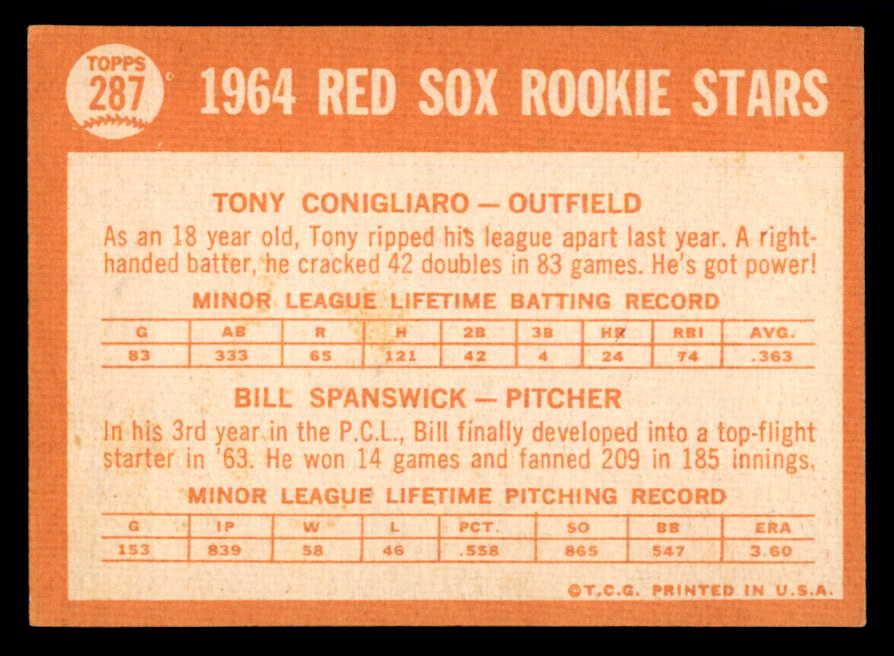 TOPPS
287
1964 RED SOX ROOKIE STARS
TONY CONIGLIARO — OUTFIELD
As an 18 year old, Tony ripped his league apart last year. A right-
handed batter, he cracked 42 doubles in 83 games. He's got power!
MINOR LEAGUE LIFETIME BATTING RECORD
G AB R H 2B 3B HR RBI AVG.
83 333 65 121 42 4 24 74 .363
BILL SPANSWICK — PITCHER
In his 3rd year in the P.C.L., Bill finally developed into a top-flight
starter in '63. He won 14 games and fanned 209 in 185 innings.
MINOR LEAGUE LIFETIME PITCHING RECORD
G IP W L PCT. SO BB ERA
153 839 58 46 .558 865 547 3.60
©T.C.G. PRINTED IN U.S.A.